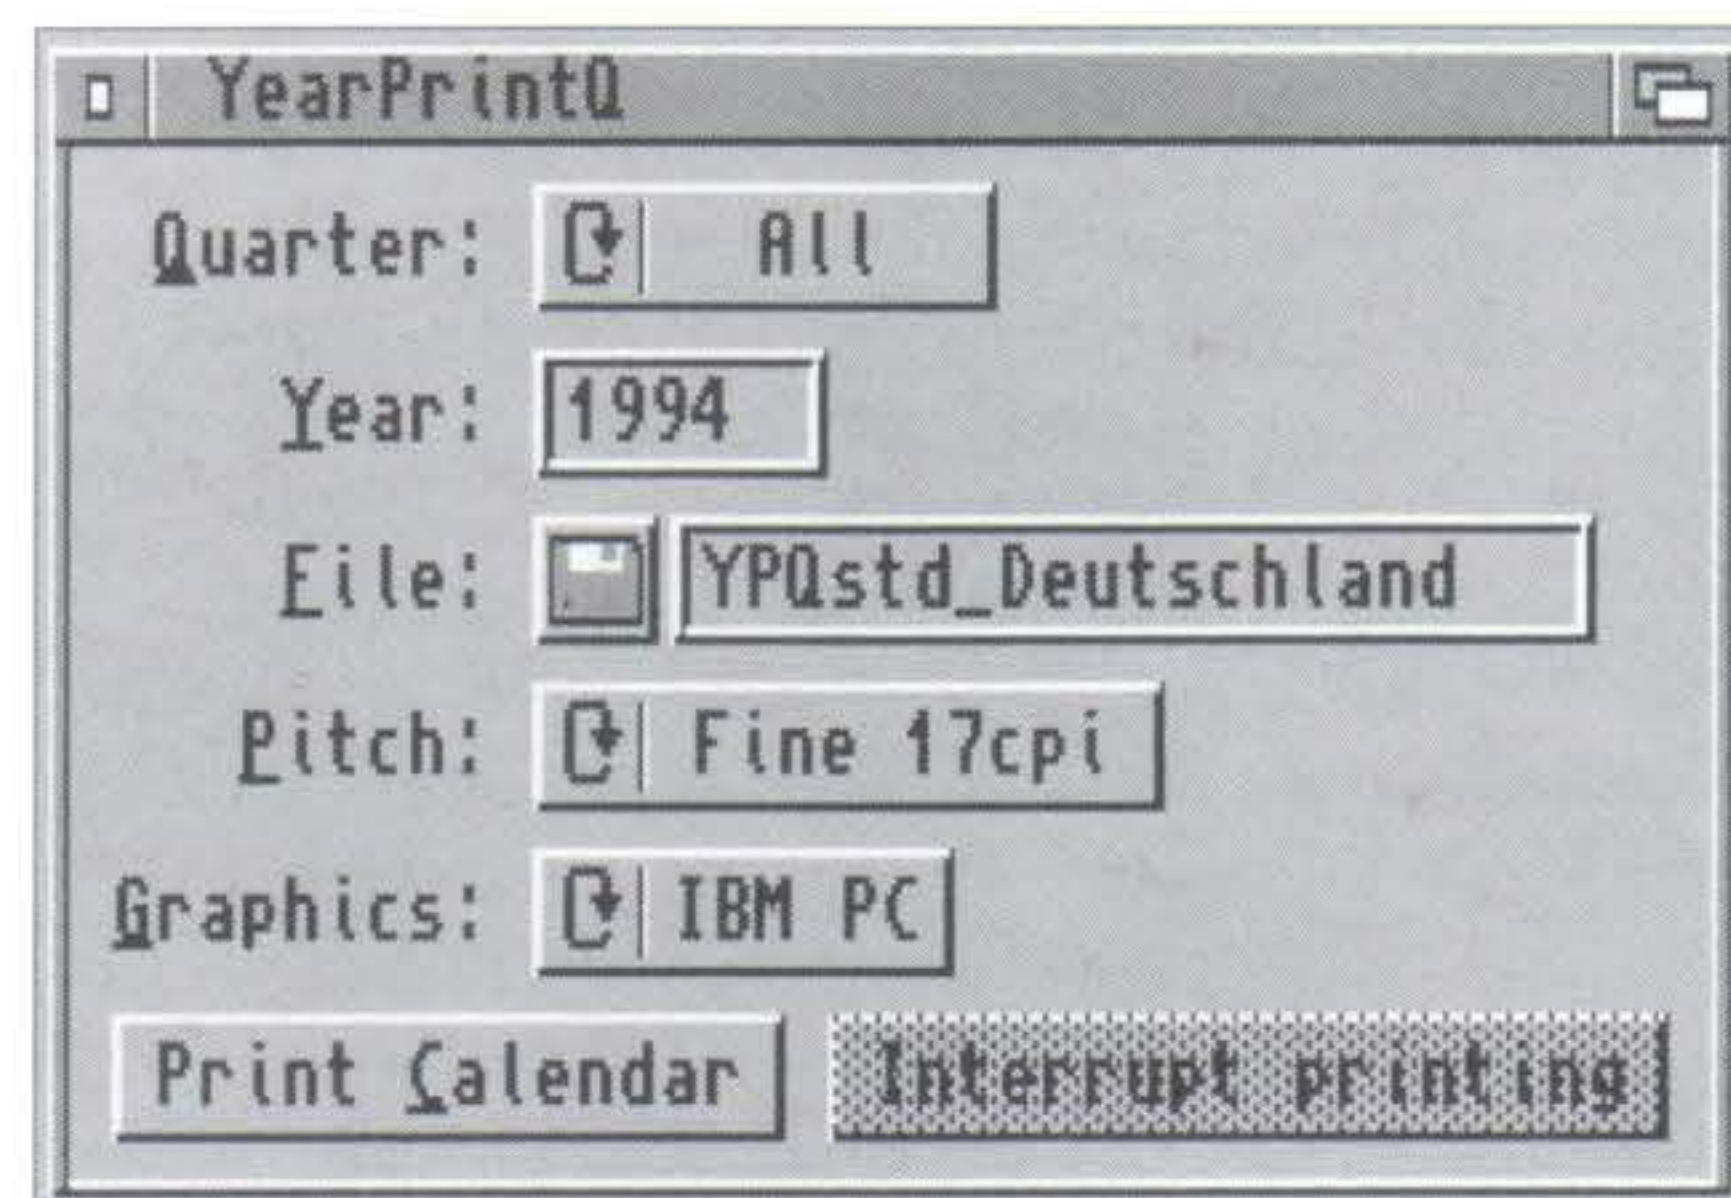 YearPrintQ
Quarter: All
Year: 1994
File: YPQstd_Deutschland
Pitch: Fine 17cpi
Graphics: IBM PC
Print Calendar Interrupt printing